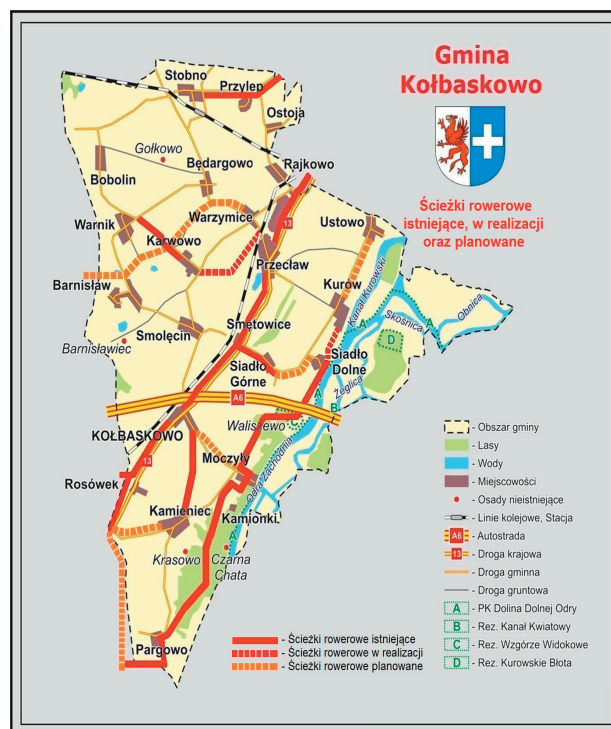 Gmina
Kołbaskowo
Ścieżki rowerowe
istniejące, w realizacji
oraz planowane
Stobno
Przylep
Ostoja
Gołkowo
Będargowo
Rajkowo
Bobolin
Warnik
Warzymice
13
Ustowo
Karwowo
Przecław
Kanał Kurowski
Barnisław
Kurów
Obnica
Skośnica
A
A
Smętowice
Smolęcin
Barnisławiec
Siadło
Dolne
D
Siadło
Górne
Żeglica
A6
A
B
KOŁBASKOWO
Walisewo
C
13
Moczyły
Odra Zachodnia
Rosówek
Kamieniec
Kamionki
A
Krasowo
Czarna
Chata
Pargowo
- Obszar gminy
- Lasy
- Wody
- Miejscowości
- Osady nieistniejące
- Linie kolejowe, Stacja
A6 - Autostrada
13 - Droga krajowa
- Droga gminna
- Droga gruntowa
A - PK Dolina Dolnej Odry
B - Rez. Kanał Kwiatowy
C - Rez. Wzgórze Widokowe
D - Rez. Kurowskie Błota
- Ścieżki rowerowe istniejące
- Ścieżki rowerowe w realizacji
- Ścieżki rowerowe planowane